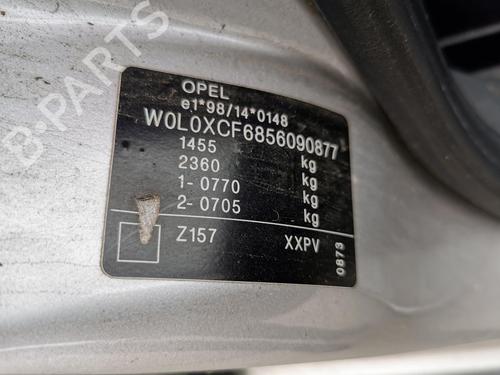 B-PARTS
OPEL
e1*98/14*0148
W0L0XCF6856090877
1455 kg
2360 kg
1- 0770 kg
2- 0705 kg
Z157 XXPV
0873